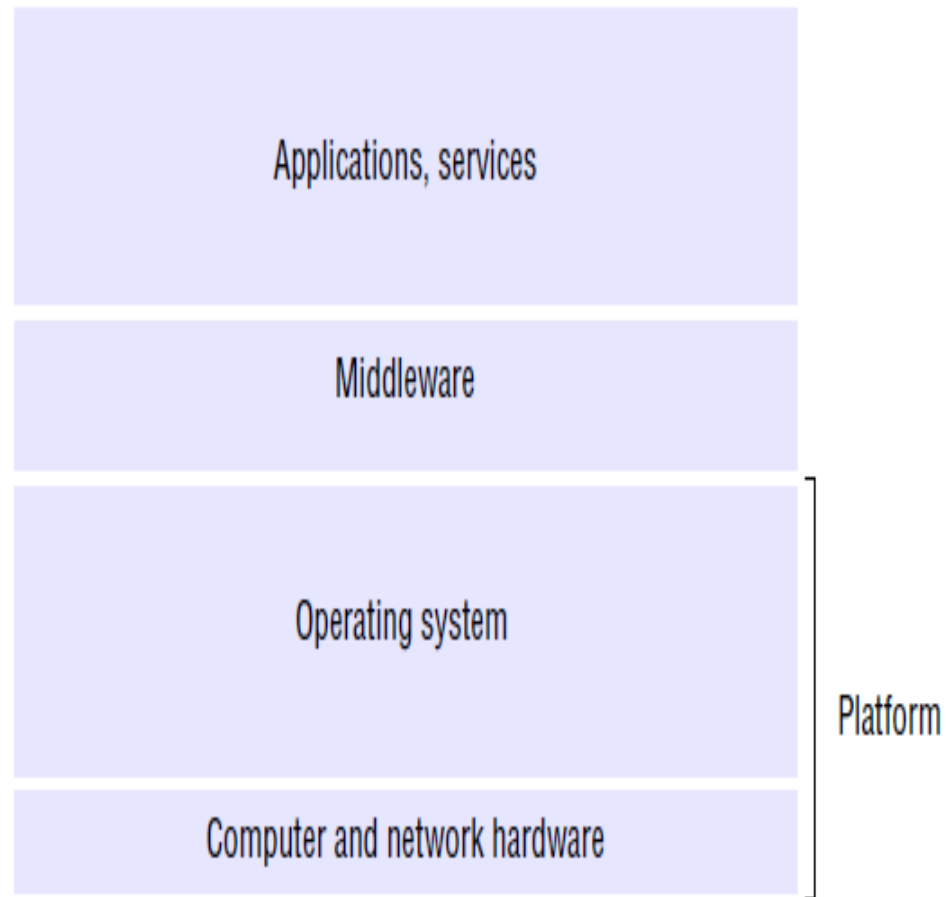 Applications, services
Middleware
Operating system
Platform
Computer and network hardware